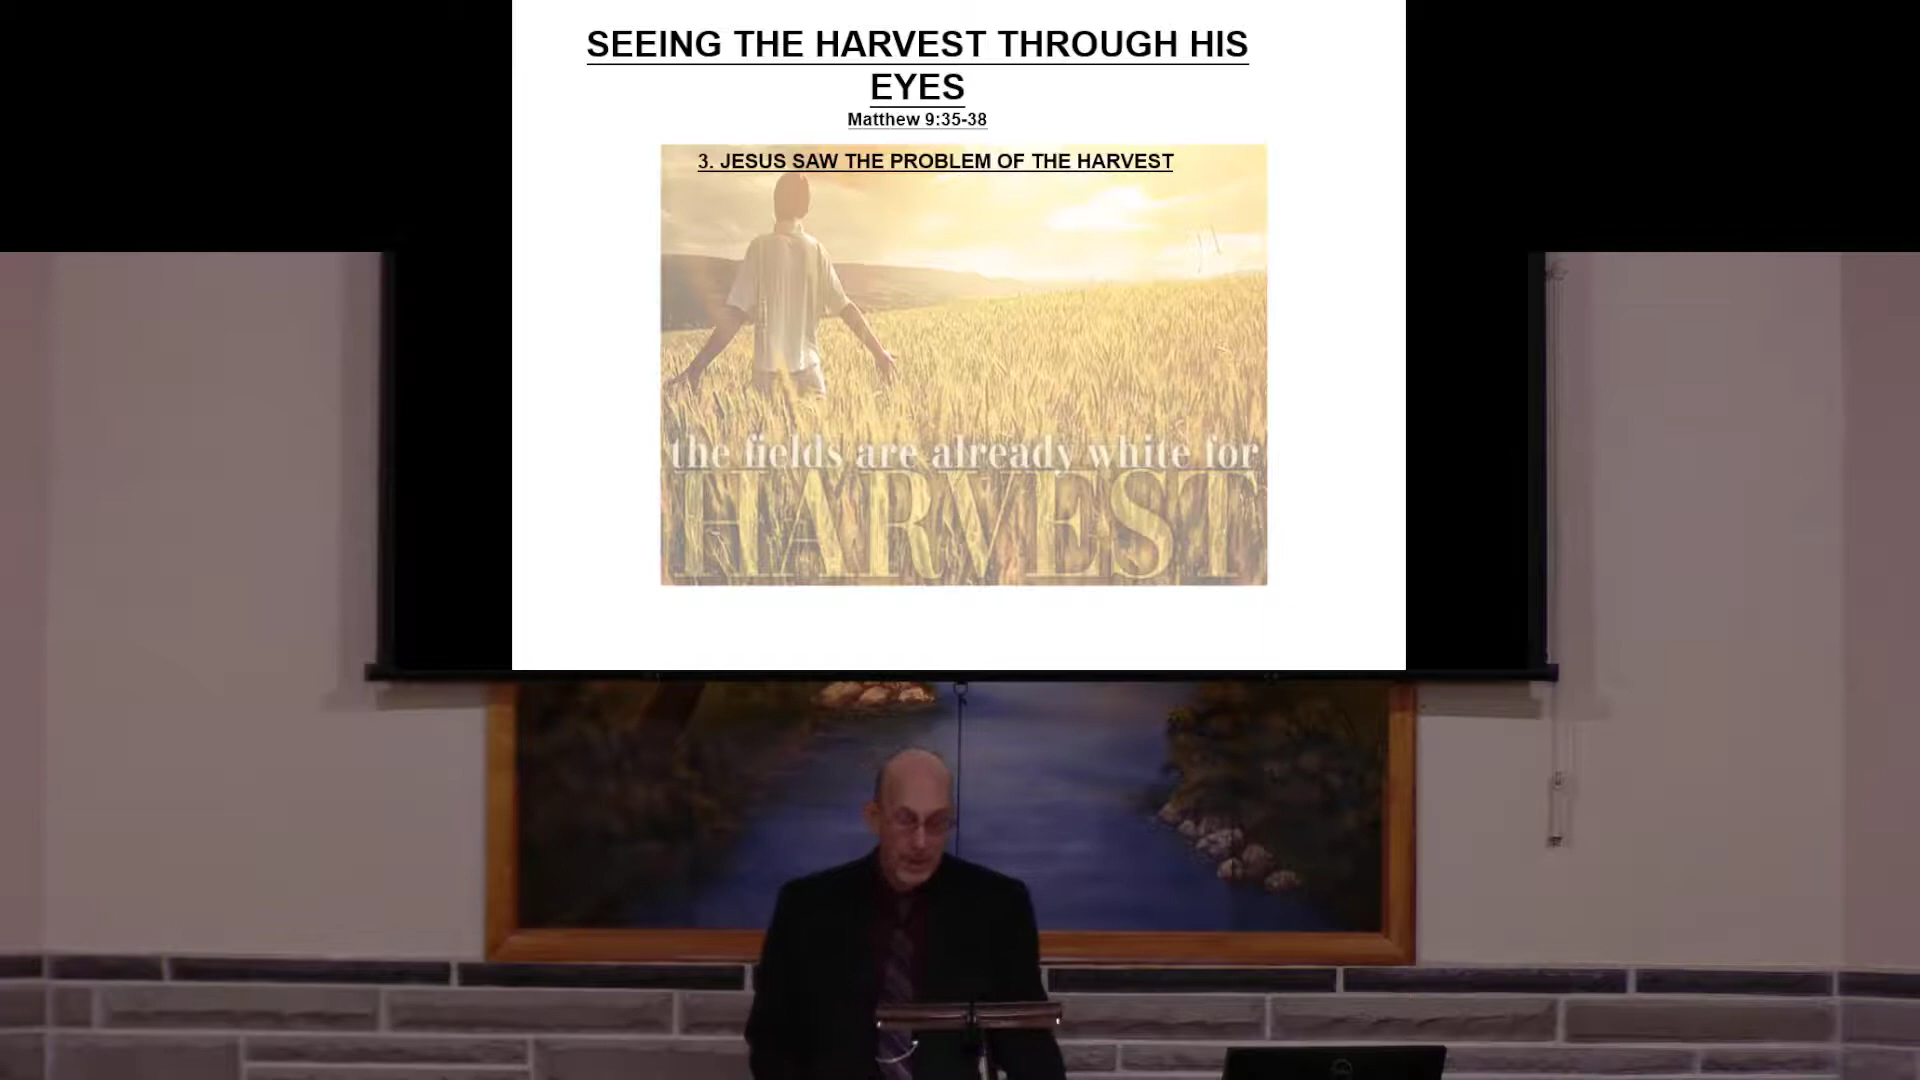 SEEING THE HARVEST THROUGH HIS
EYES
Matthew 9:35-38
3. JESUS SAW THE PROBLEM OF THE HARVEST
the fields are already white for
HARVEST